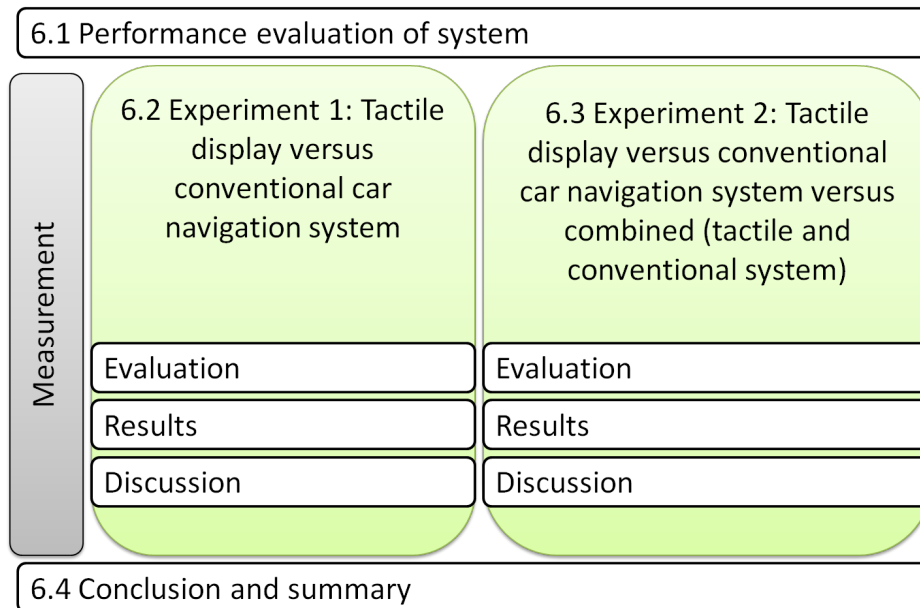 6.1 Performance evaluation of system
Measurement
6.2 Experiment 1: Tactile
display versus
conventional car
navigation system
Evaluation
Results
Discussion
6.3 Experiment 2: Tactile
display versus conventional
car navigation system versus
combined (tactile and
conventional system)
Evaluation
Results
Discussion
6.4 Conclusion and summary